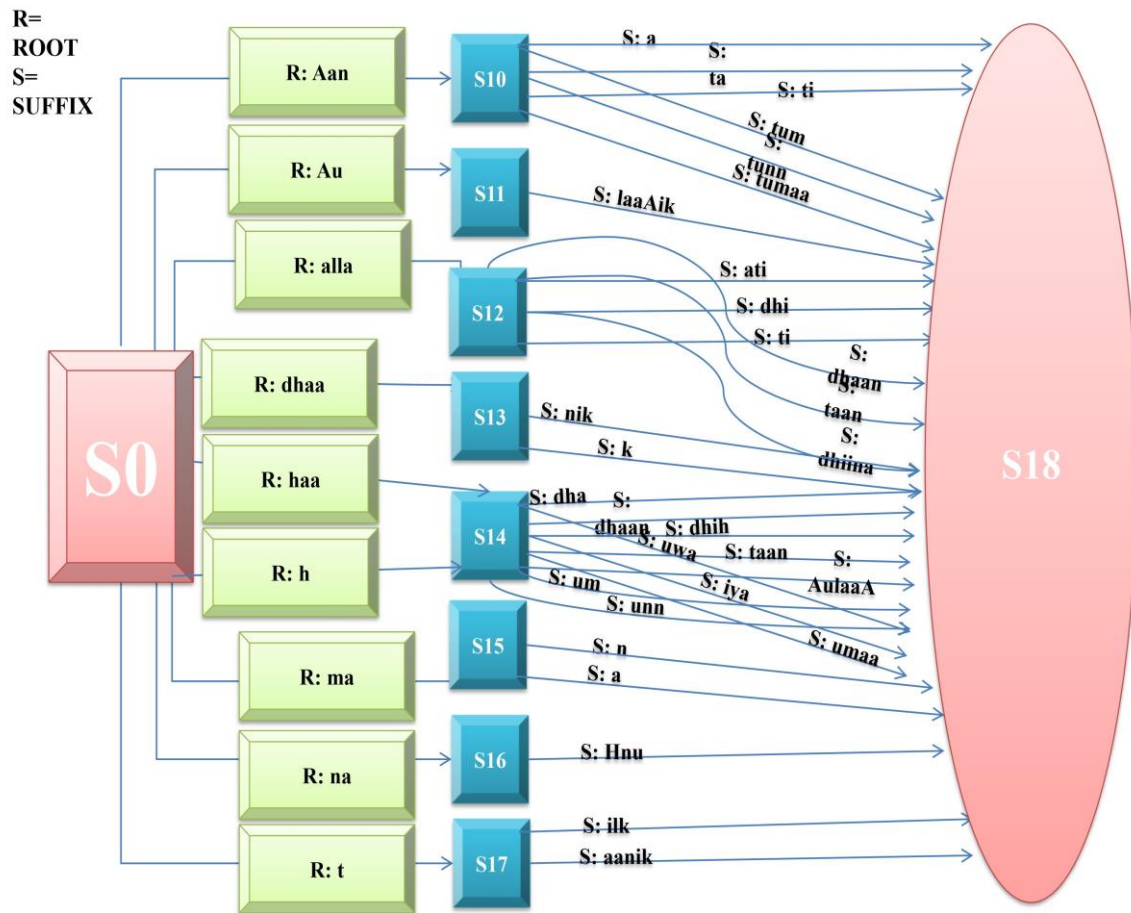 R=
ROOT
S=
SUFFIX
R: Aan
S10
S: a
S:
ta
S: ti
S: tum
S:
tunn
S: tumaa
R: Au
S11
S: laaAik
R: alla
S12
S: ati
S: dhi
S: ti
S:
dhaan
S:
taan
S:
dhiina
S0
S18
R: dhaa
S13
S: nik
S: k
R: haa
R: h
S14
S: dha
S:
dhaan
S: dhih
S: uwa
S: taan
S:
AulaaA
S: um
S: iya
S: unn
S: umaa
R: ma
S15
S: n
S: a
R: na
S16
S: Hnu
R: t
S17
S: ilk
S: aanik